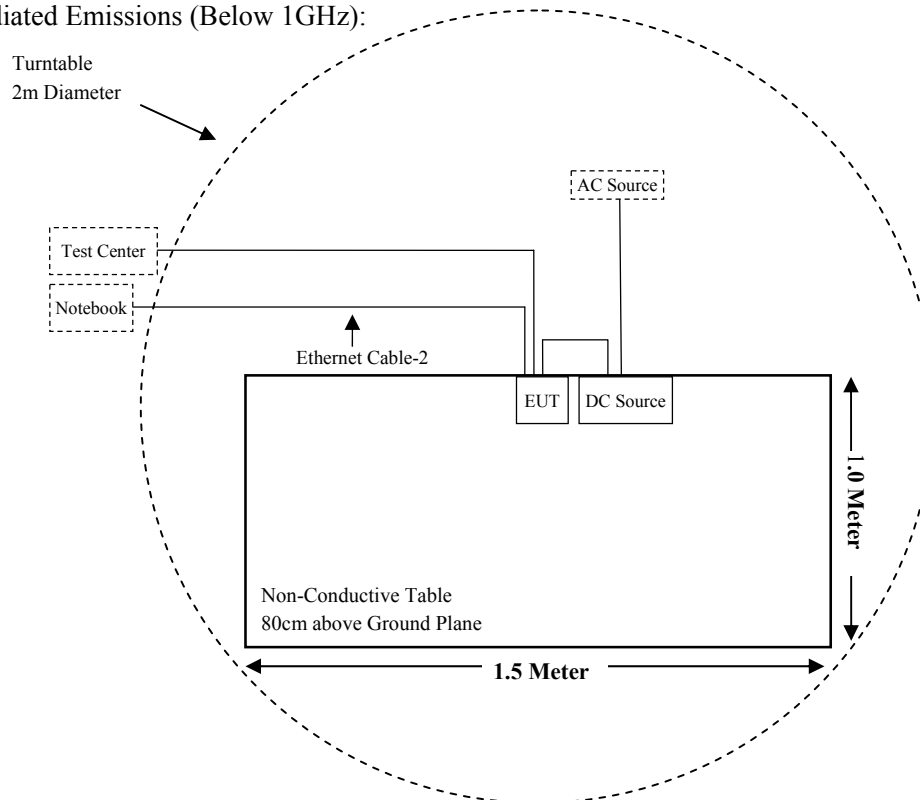 diated Emissions (Below 1GHz):
Turntable
2m Diameter
AC Source
Test Center
Notebook
Ethernet Cable-2
EUT
DC Source
1.0 Meter
Non-Conductive Table
80cm above Ground Plane
1.5 Meter